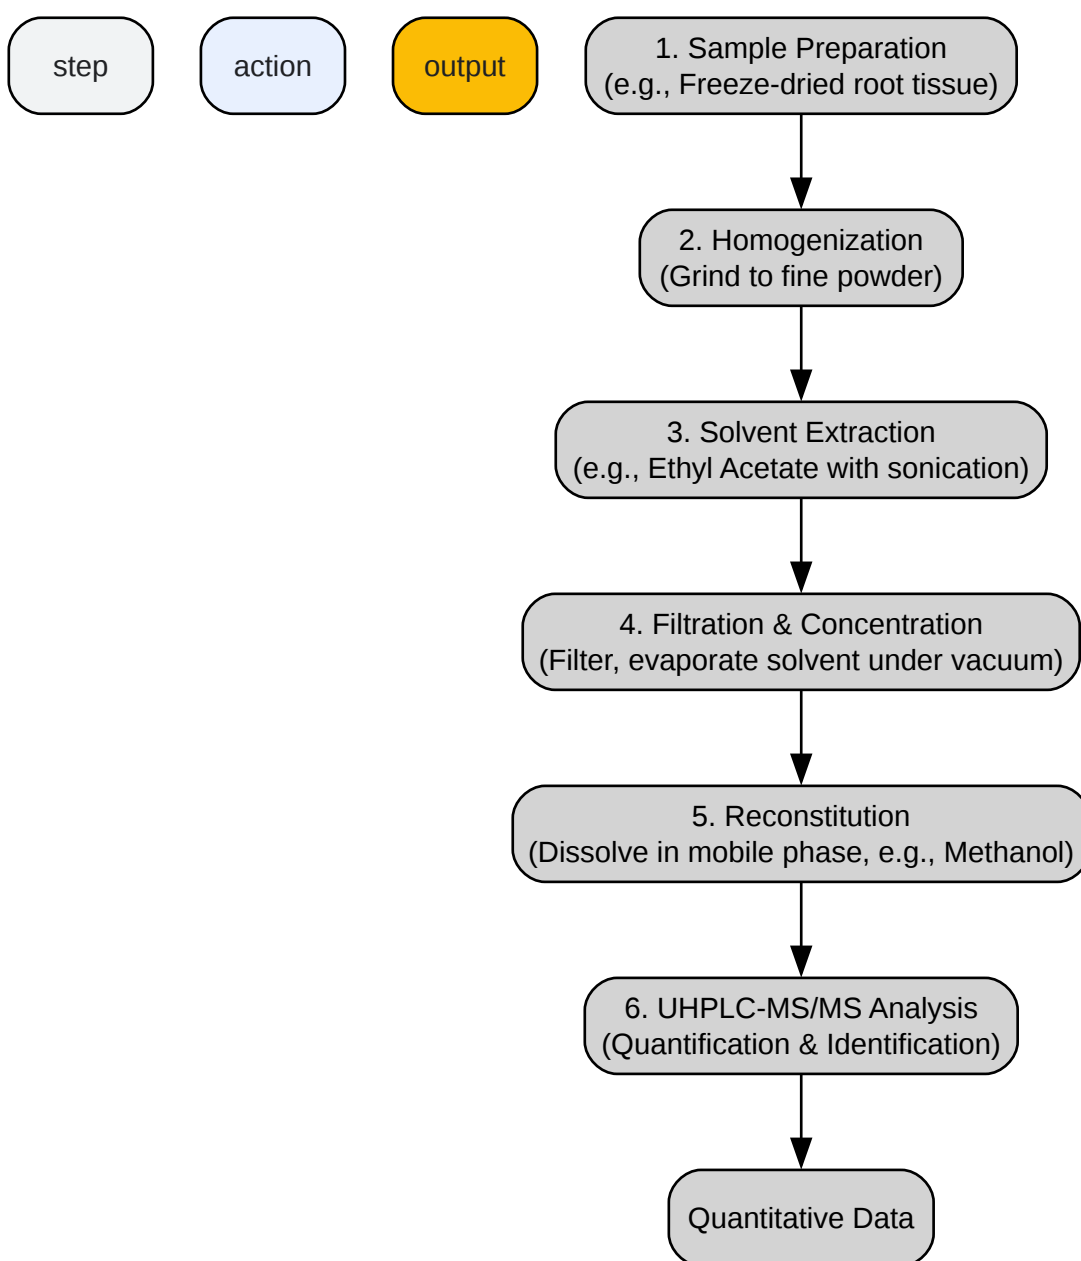 step
action
output
1. Sample Preparation
(e.g., Freeze-dried root tissue)
2. Homogenization
(Grind to fine powder)
3. Solvent Extraction
(e.g., Ethyl Acetate with sonication)
4. Filtration & Concentration
(Filter, evaporate solvent under vacuum)
5. Reconstitution
(Dissolve in mobile phase, e.g., Methanol)
6. UHPLC-MS/MS Analysis
(Quantification & Identification)
Quantitative Data